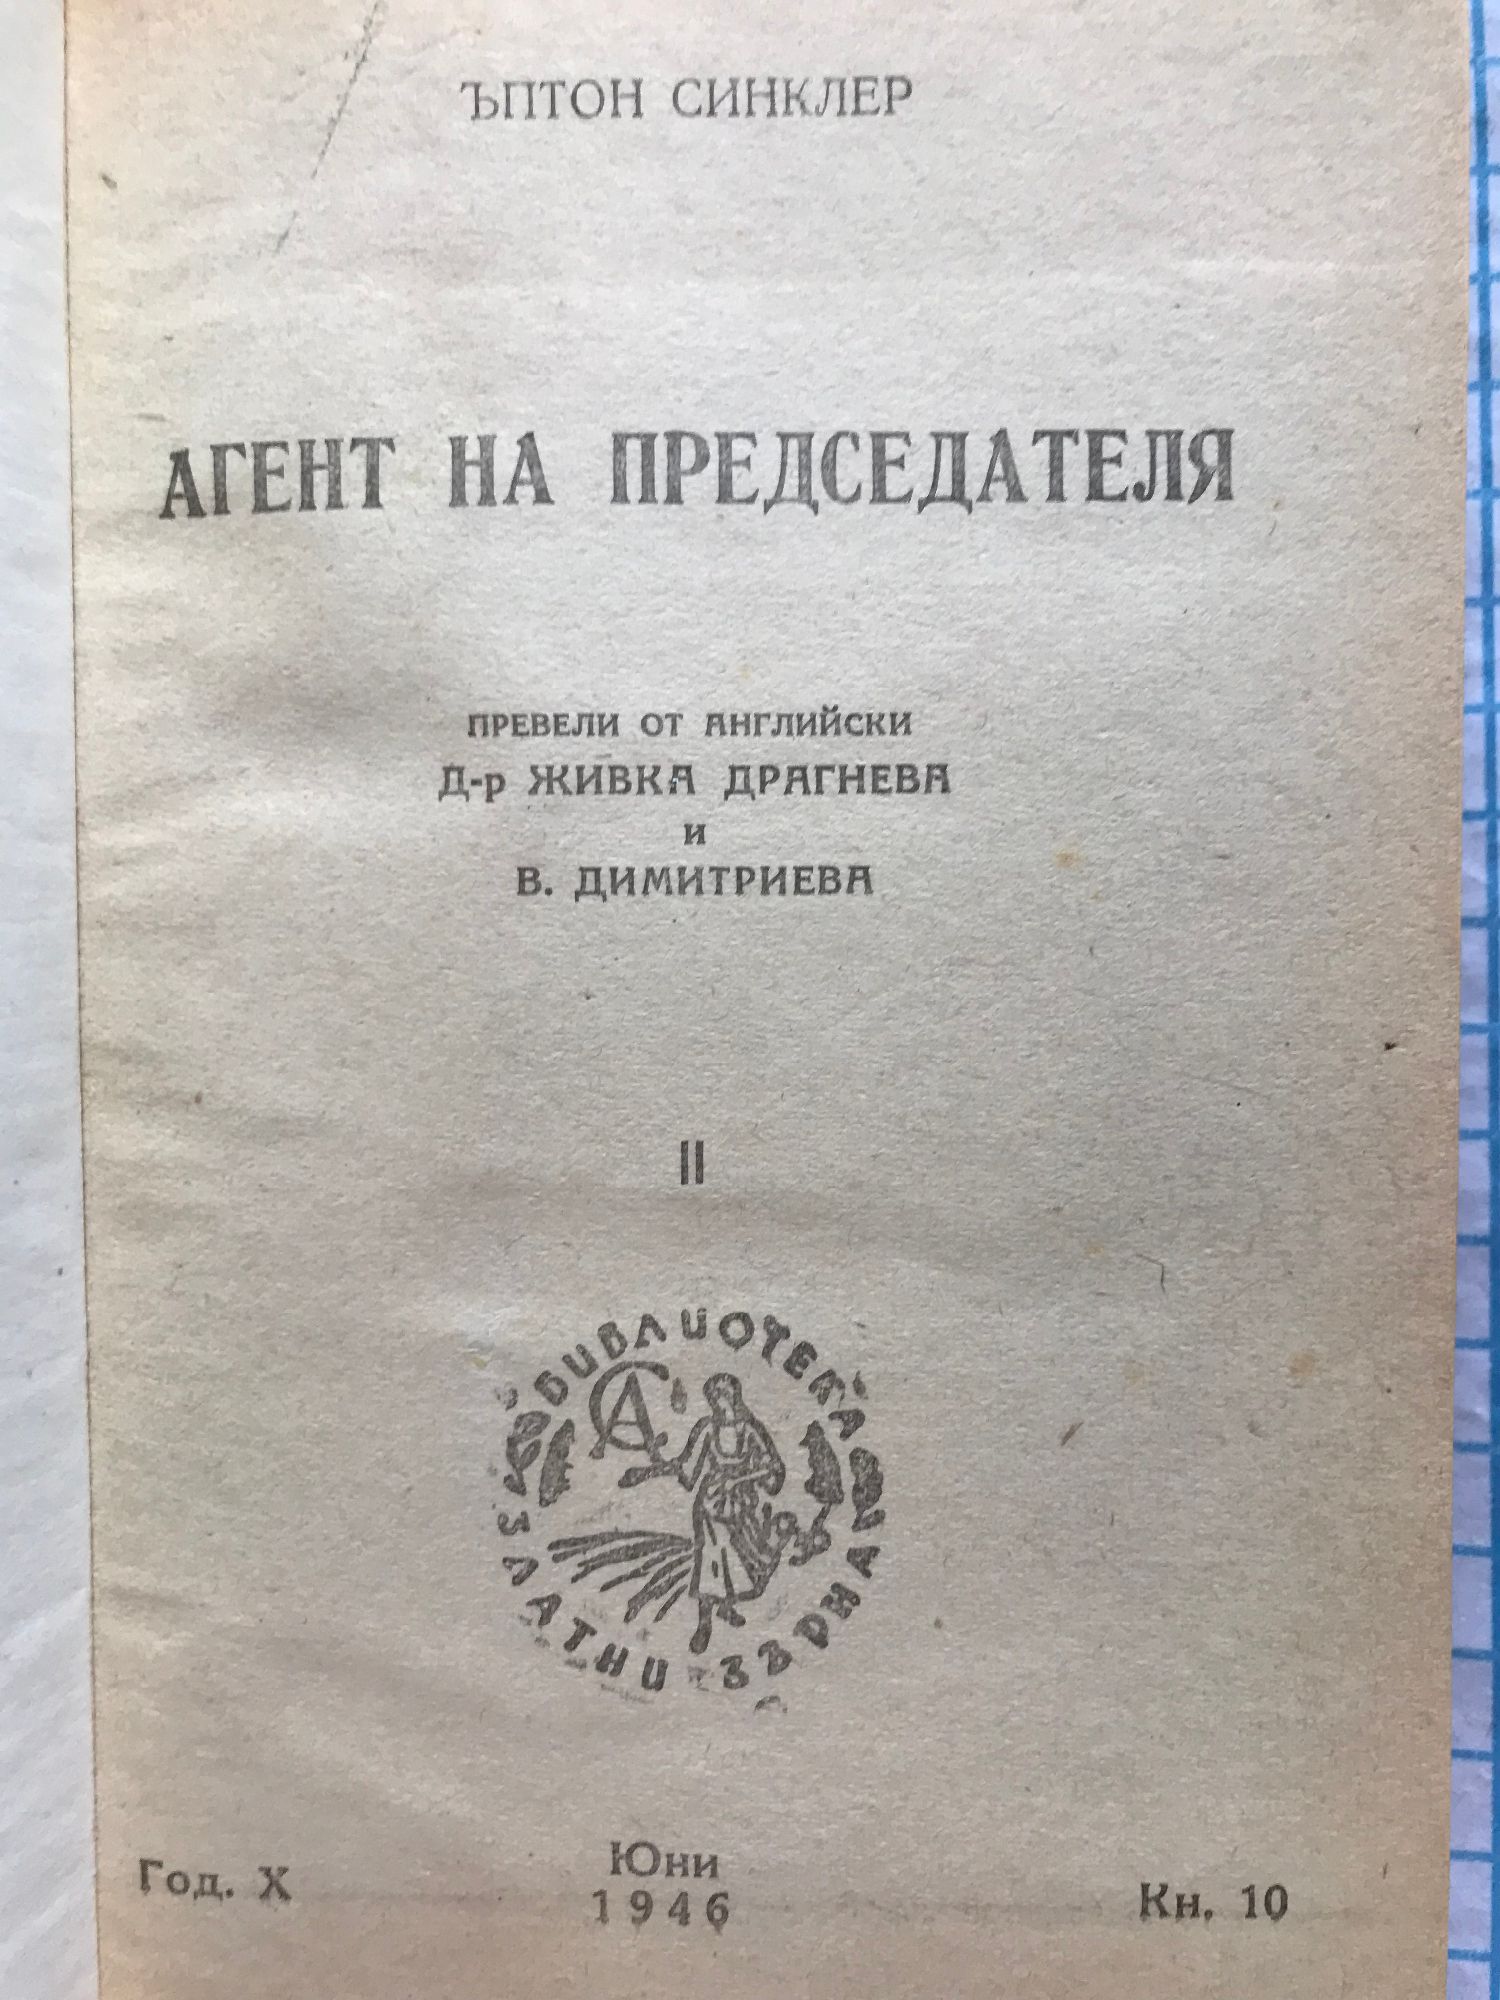 ЪПТОН СИНКЛЕР
АГЕНТ НА ПРЕДСЕДАТЕЛЯ
ПРЕВЕЛИ ОТ АНГЛИЙСКИ
Д-р ЖИВКА ДРАГНЕВА
И
В. ДИМИТРИЕВА
II
БИБЛИОТЕКА
СА
ЗЛАТНИ ЗЪРНА
Год. X
Юни
1946
Кн. 10